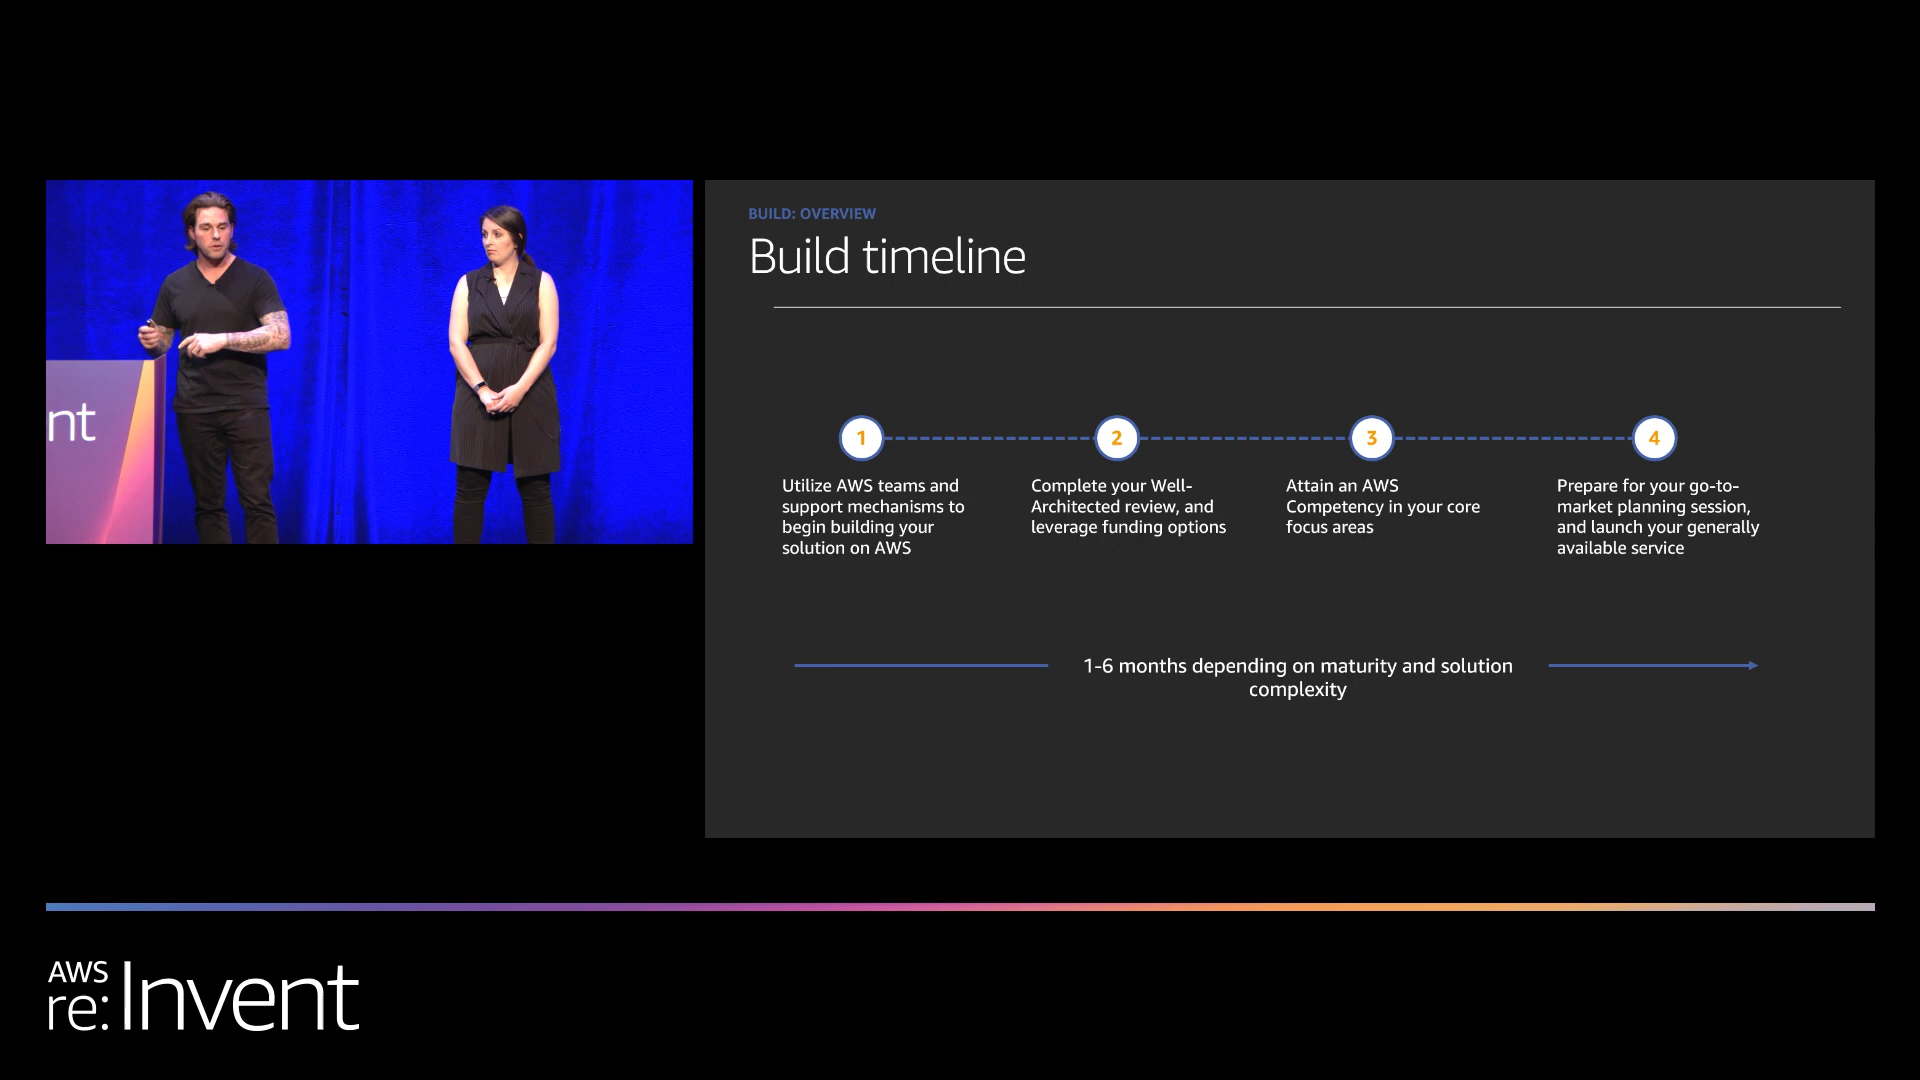 nt
BUILD: OVERVIEW
Build timeline
1
2
3
4
Utilize AWS teams and
support mechanisms to
begin building your
solution on AWS
Complete your Well-
Architected review, and
leverage funding options
Attain an AWS
Competency in your core
focus areas
Prepare for your go-to-
market planning session,
and launch your generally
available service
1-6 months depending on maturity and solution
complexity
AWS
re:Invent